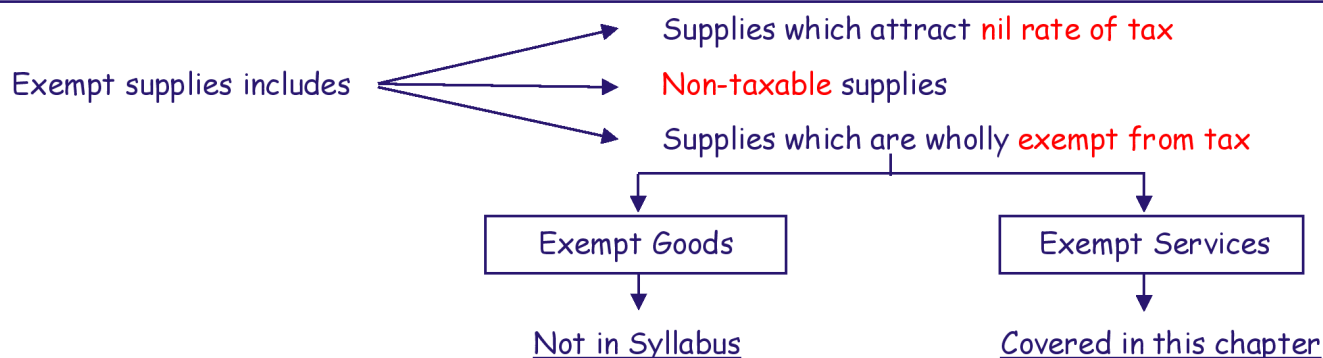 Supplies which attract nil rate of tax
Exempt supplies includes
Non-taxable supplies
Supplies which are wholly exempt from tax
Exempt Goods
Exempt Services
Not in Syllabus
Covered in this chapter